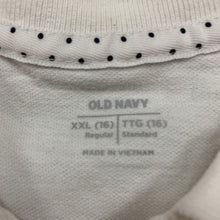 OLD NAVY
XXL (16) TTG (16)
Regular Standard
MADE IN VIETNAM